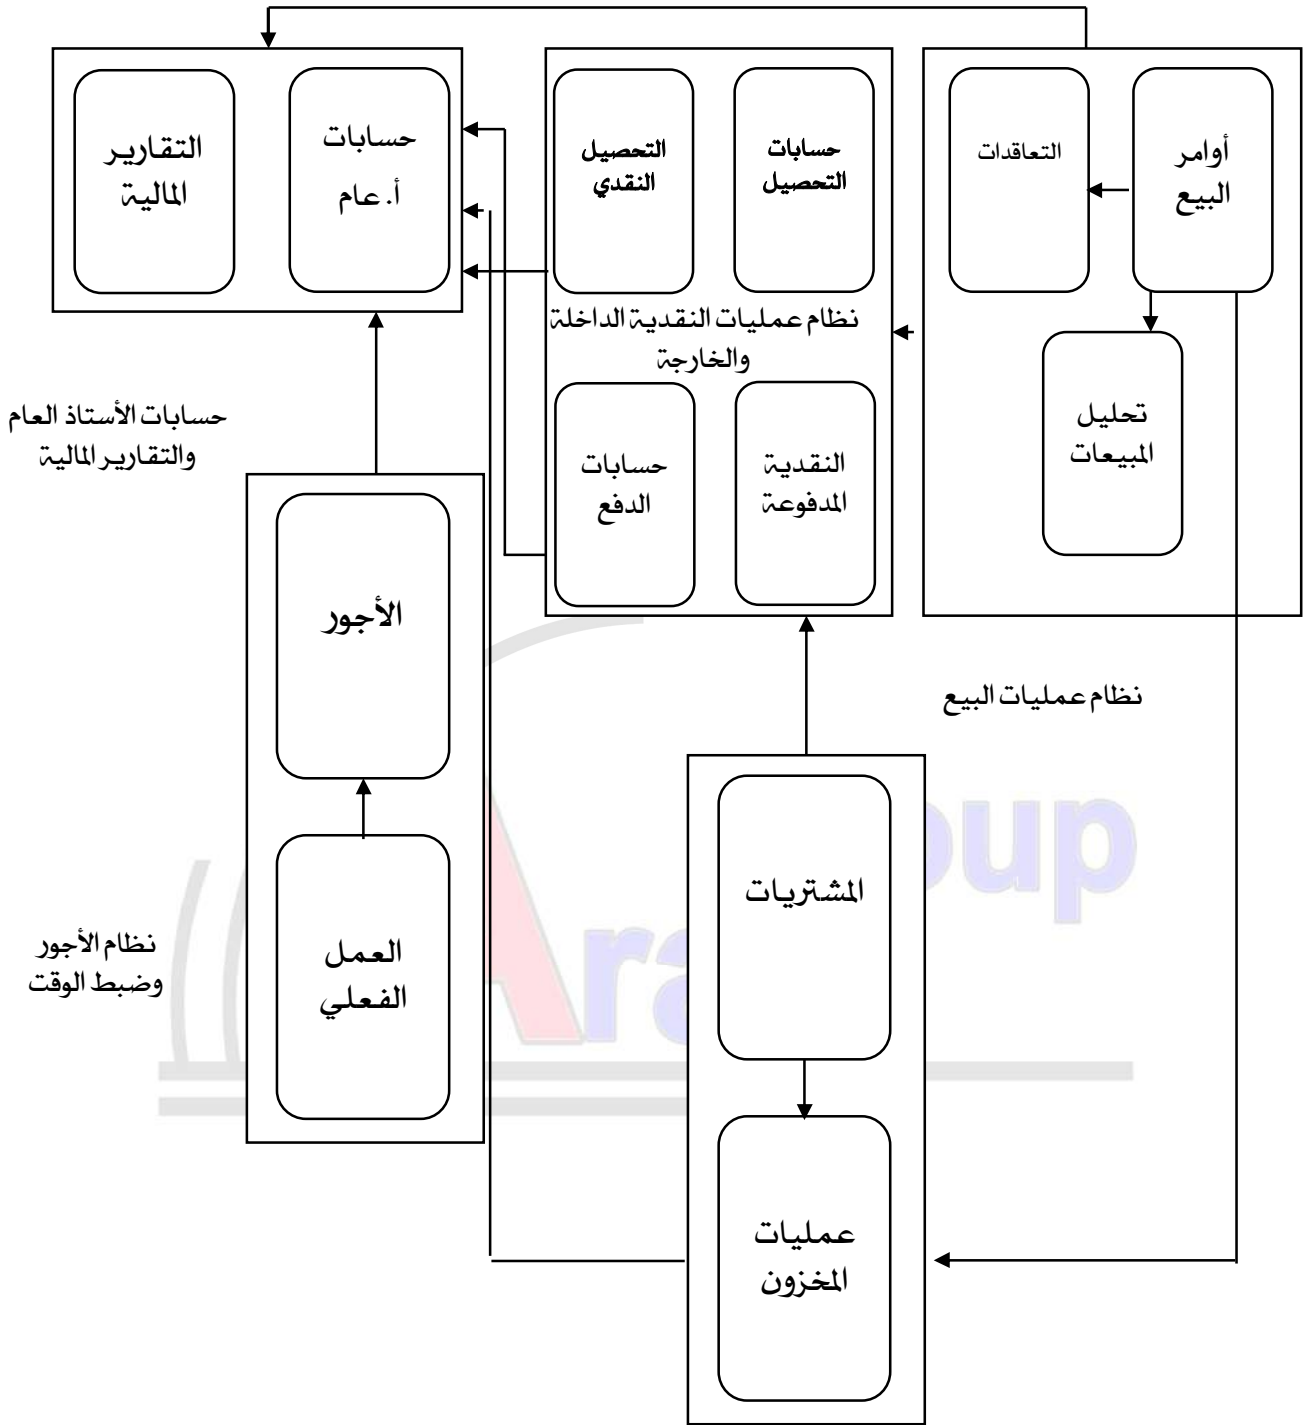 أوامر
البيع
التعاقدات
تحليل
المبيعات
حسابات
التحصيل
التحصيل
النقدي
نظام عمليات النقدية الداخلة
والخارجة
النقدية
المدفوعة
حسابات
الدفع
حسابات
أ. عام
التقارير
المالية
حسابات الأستاذ العام
والتقارير المالية
الأجور
نظام عمليات البيع
المشتريات
العمل
الفعلي
نظام الأجور
وضبط الوقت
عمليات
المخزون